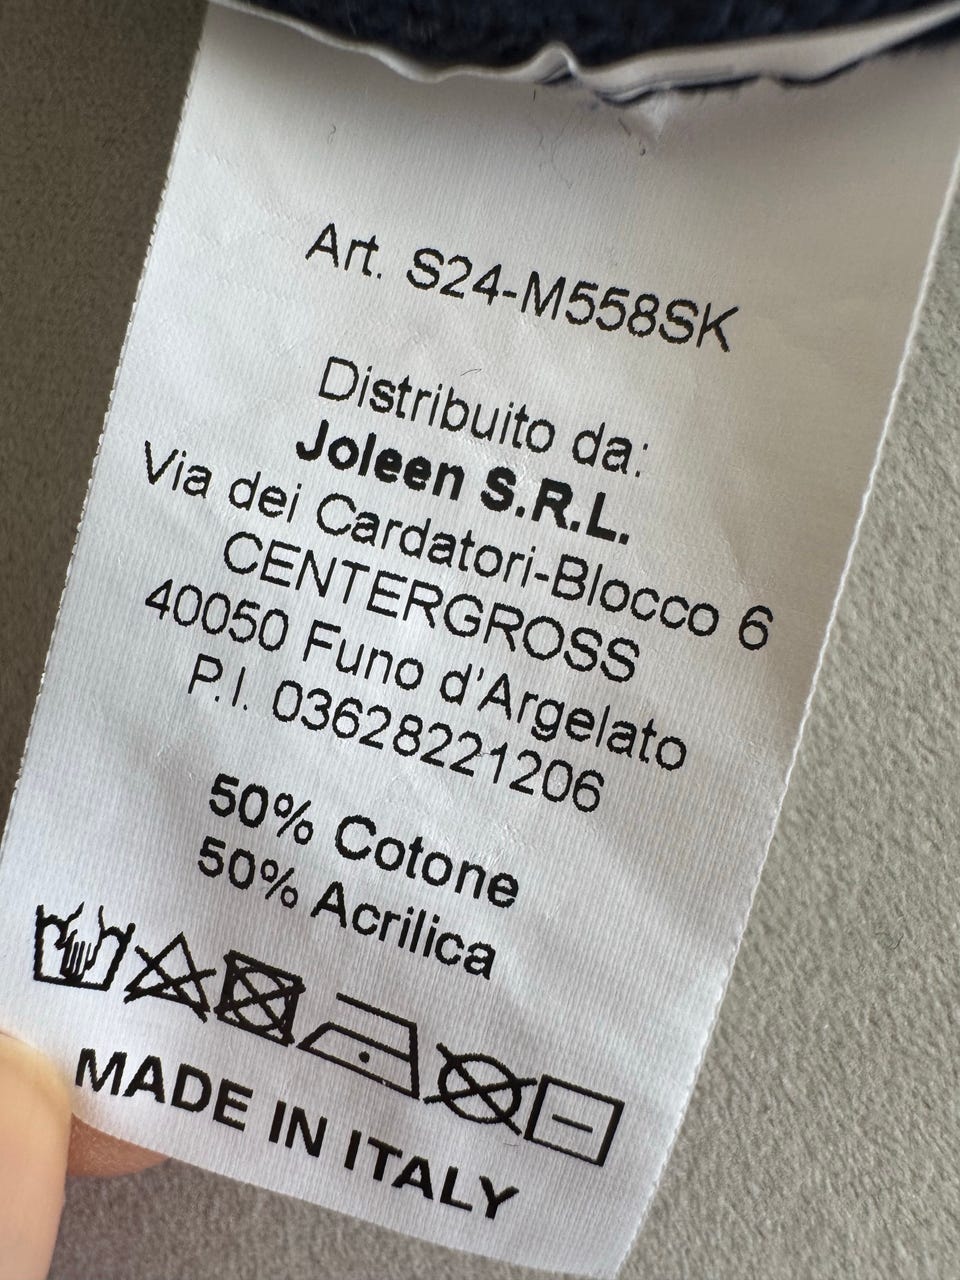 Art. S24-M558SK
Distribuito da:
Joleen S.R.L.
Via dei Cardatori-Blocco 6
CENTERGROSS
40050 Funo d'Argelato
P.I. 03628221206
50% Cotone
50% Acrilica
MADE IN ITALY